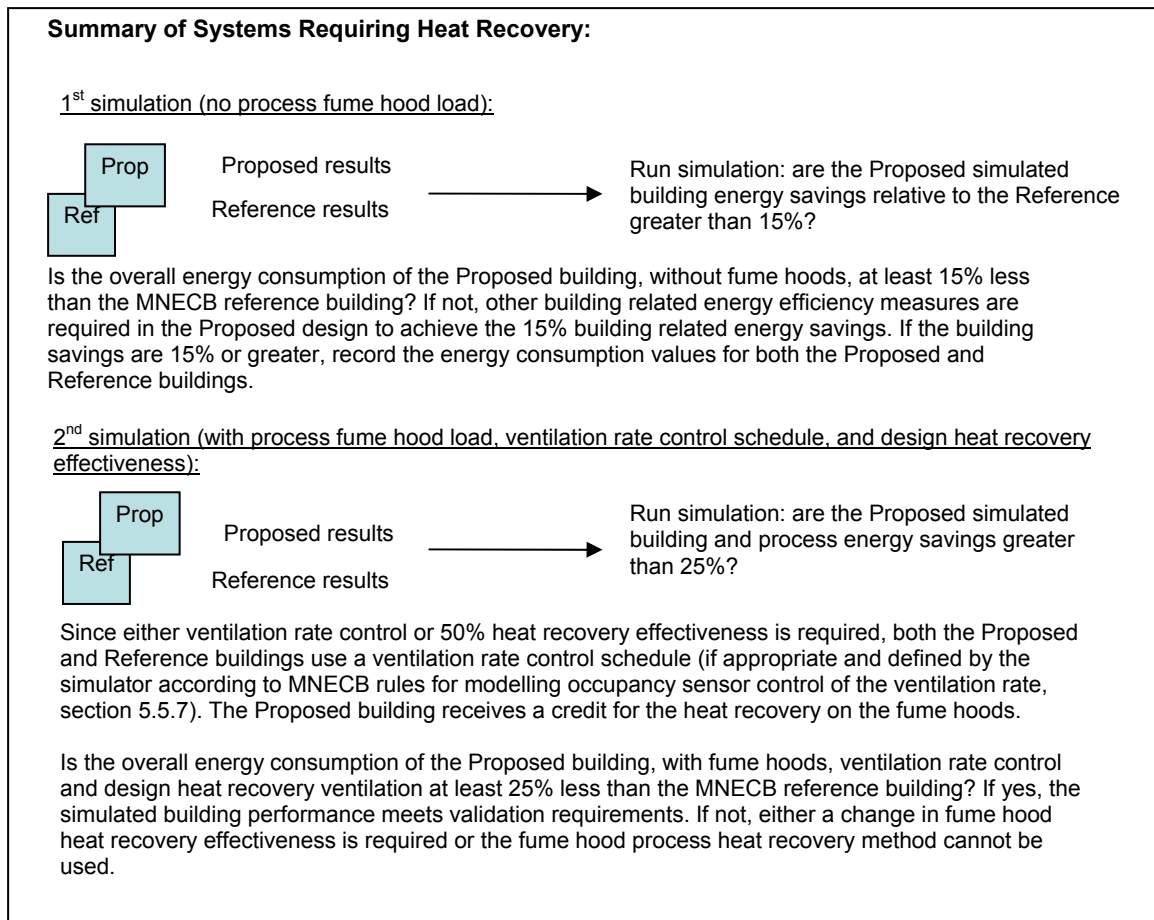 Summary of Systems Requiring Heat Recovery:
1st simulation (no process fume hood load):
Prop
Ref
Proposed results
Reference results
Run simulation: are the Proposed simulated
building energy savings relative to the Reference
greater than 15%?
Is the overall energy consumption of the Proposed building, without fume hoods, at least 15% less
than the MNECB reference building? If not, other building related energy efficiency measures are
required in the Proposed design to achieve the 15% building related energy savings. If the building
savings are 15% or greater, record the energy consumption values for both the Proposed and
Reference buildings.
2nd simulation (with process fume hood load, ventilation rate control schedule, and design heat recovery
effectiveness):
Prop
Ref
Proposed results
Reference results
Run simulation: are the Proposed simulated
building and process energy savings greater
than 25%?
Since either ventilation rate control or 50% heat recovery effectiveness is required, both the Proposed
and Reference buildings use a ventilation rate control schedule (if appropriate and defined by the
simulator according to MNECB rules for modelling occupancy sensor control of the ventilation rate,
section 5.5.7). The Proposed building receives a credit for the heat recovery on the fume hoods.
Is the overall energy consumption of the Proposed building, with fume hoods, ventilation rate control
and design heat recovery ventilation at least 25% less than the MNECB reference building? If yes, the
simulated building performance meets validation requirements. If not, either a change in fume hood
heat recovery effectiveness is required or the fume hood process heat recovery method cannot be
used.